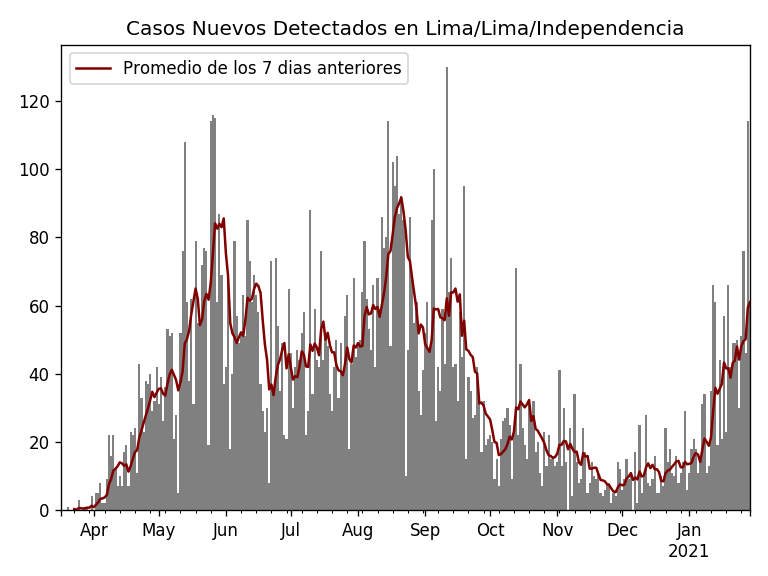 Casos Nuevos Detectados en Lima/Lima/Independencia
Promedio de los 7 dias anteriores
120
100
80
60
40
20
0
Apr May Jun Jul Aug Sep Oct Nov Dec Jan
2021